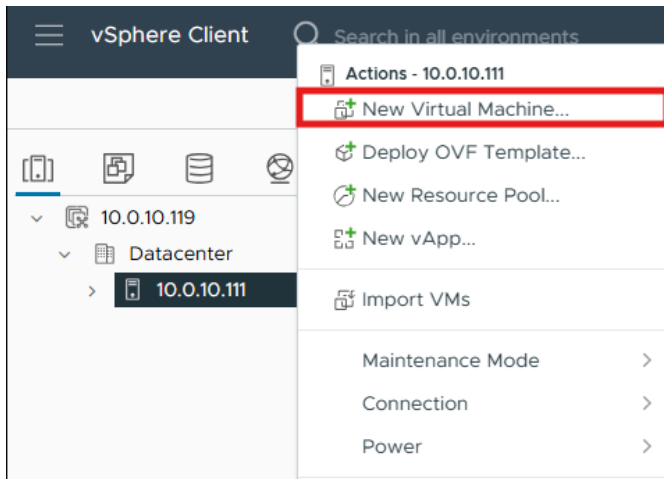 vSphere Client
Search in all environments
Actions - 10.0.10.111
New Virtual Machine...
Deploy OVF Template...
New Resource Pool...
New vApp...
Import VMs
Maintenance Mode
Connection
Power
10.0.10.119
Datacenter
10.0.10.111